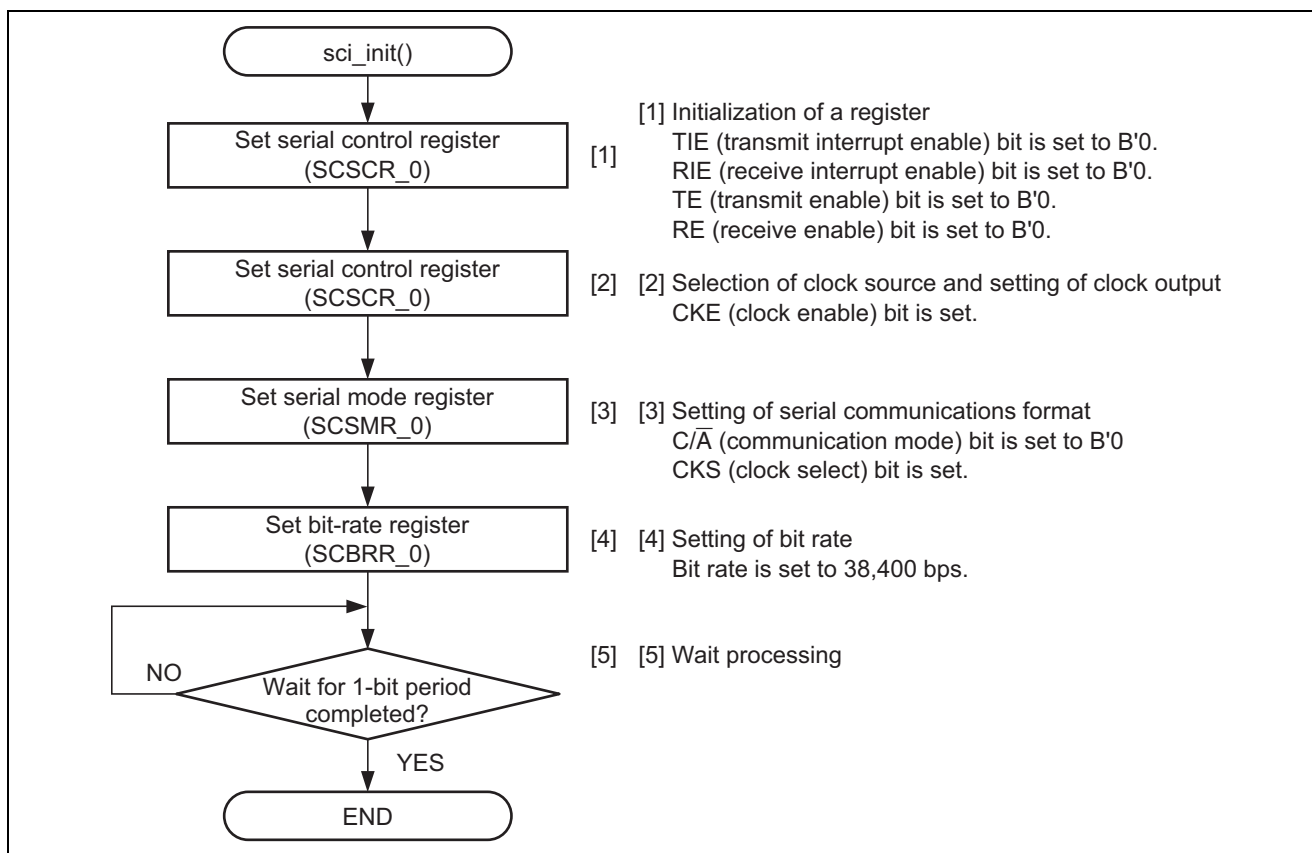 sci_init()
Set serial control register
(SCSCR_0)
[1]
[1] Initialization of a register
TIE (transmit interrupt enable) bit is set to B'0.
RIE (receive interrupt enable) bit is set to B'0.
TE (transmit enable) bit is set to B'0.
RE (receive enable) bit is set to B'0.
Set serial control register
(SCSCR_0)
[2]
[2] Selection of clock source and setting of clock output
CKE (clock enable) bit is set.
Set serial mode register
(SCSMR_0)
[3]
[3] Setting of serial communications format
C/A̅ (communication mode) bit is set to B'0
CKS (clock select) bit is set.
Set bit-rate register
(SCBRR_0)
[4]
[4] Setting of bit rate
Bit rate is set to 38,400 bps.
[5]
[5] Wait processing
NO
Wait for 1-bit period
completed?
YES
END